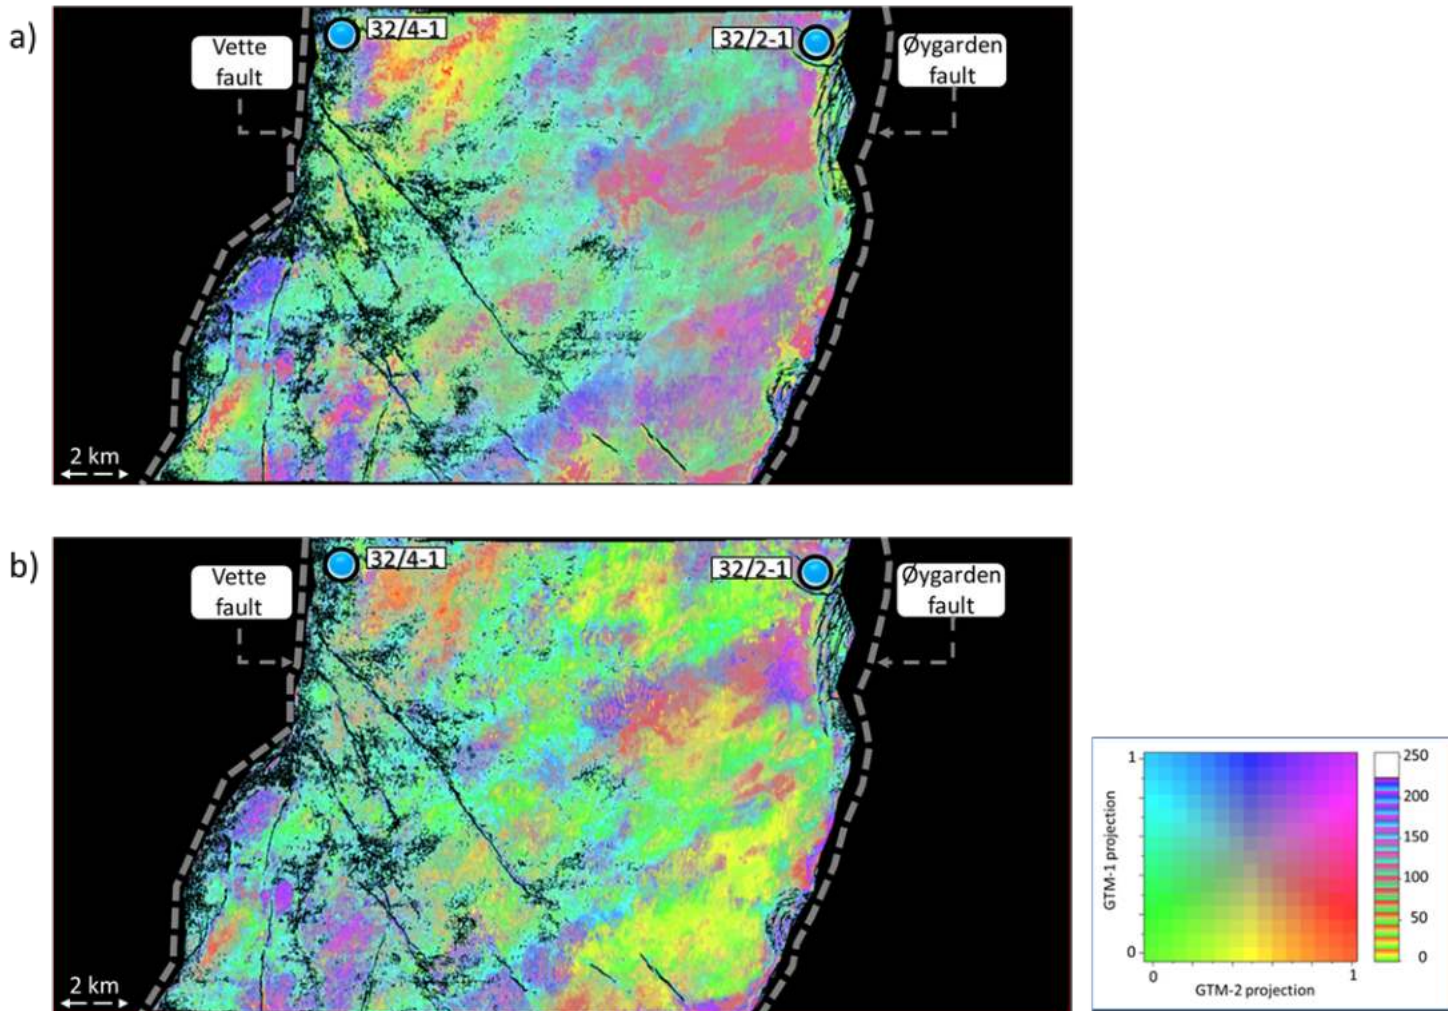 a)
Vette
fault
32/4-1
32/2-1
Øygarden
fault
2 km
b)
Vette
fault
32/4-1
32/2-1
Øygarden
fault
2 km
1
GTM-1 projection
0
0
1
GTM-2 projection
250
200
150
100
50
0